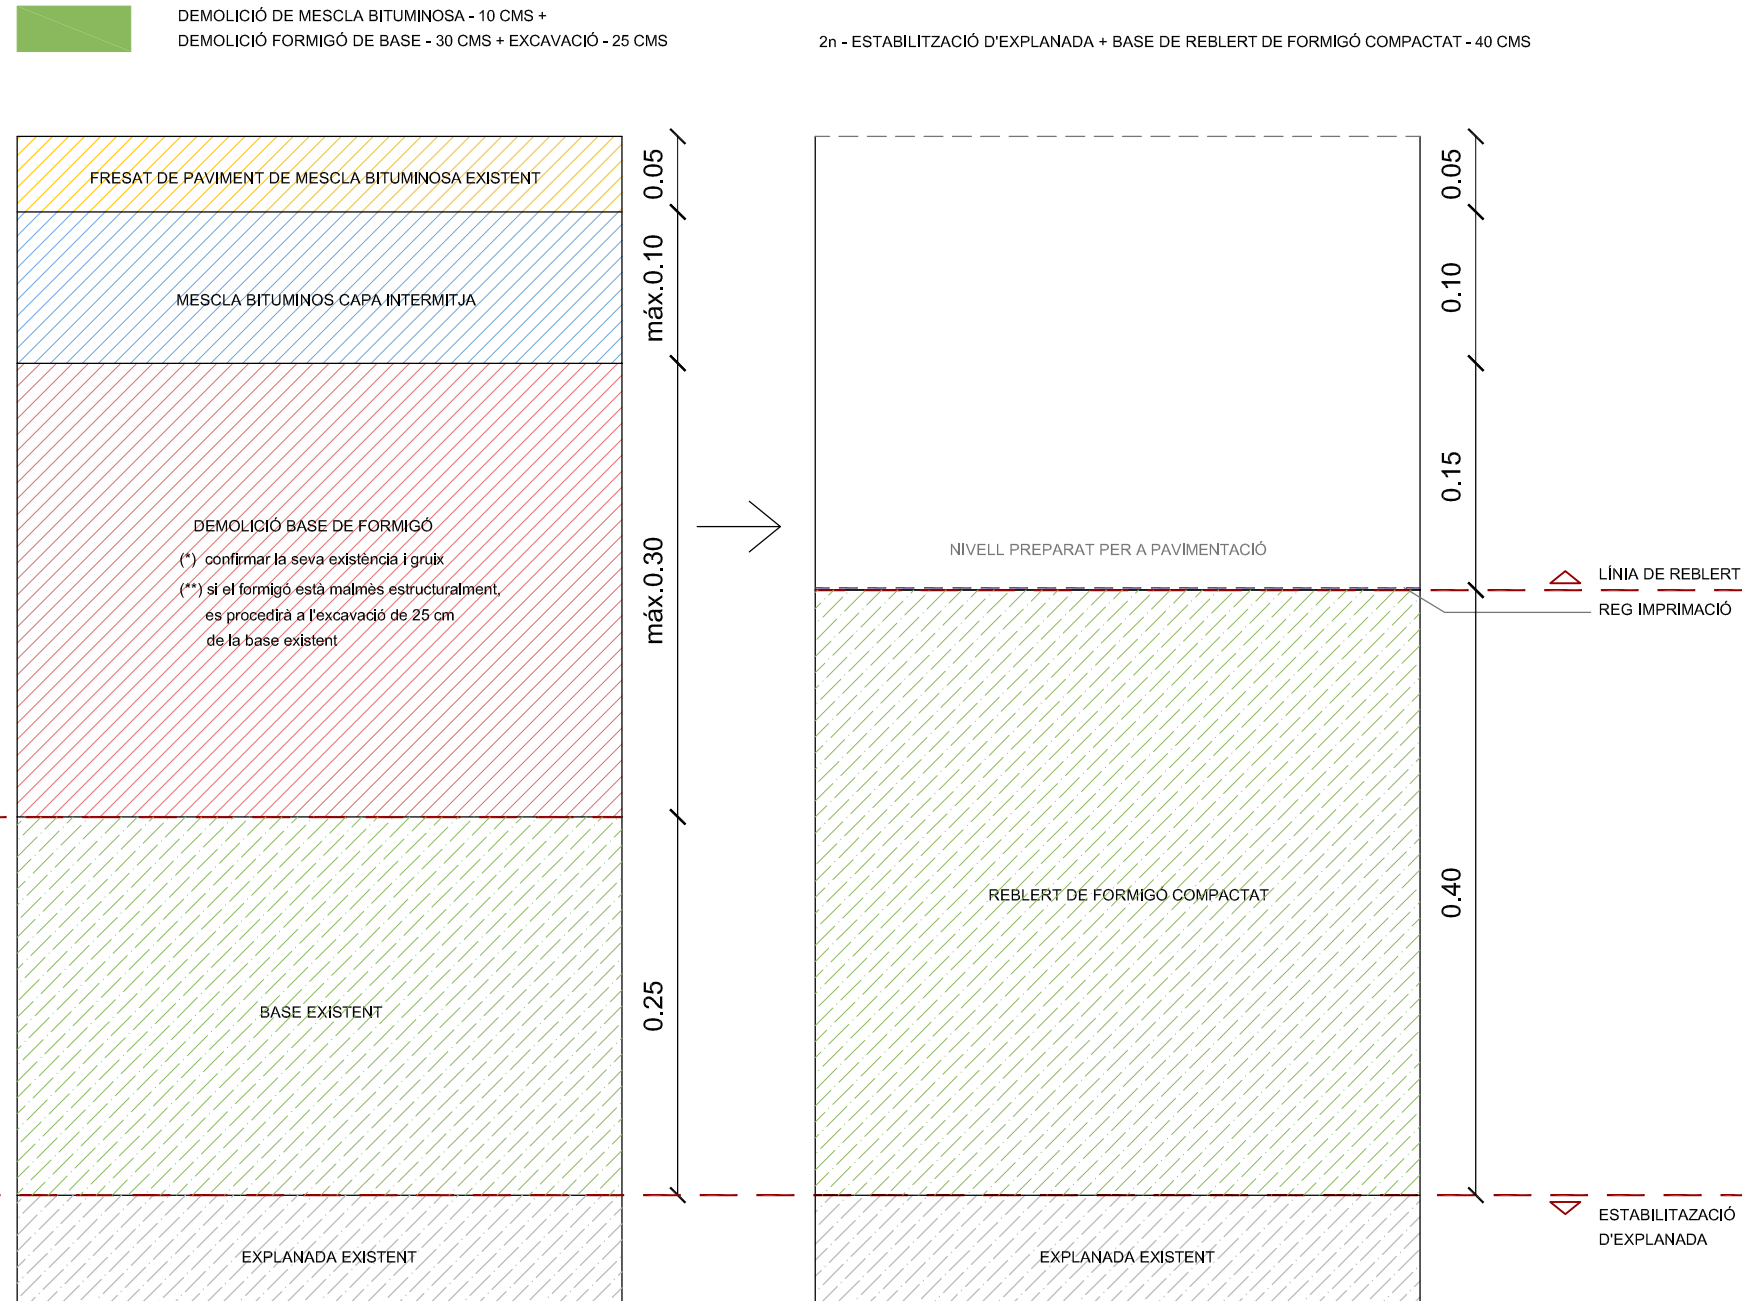 DEMOLICIÓ DE MESCLA BITUMINOSA - 10 CMS +
DEMOLICIÓ FORMIGÓ DE BASE - 30 CMS + EXCAVACIÓ - 25 CMS
2n - ESTABILITZACIÓ D'EXPLANADA + BASE DE REBLERT DE FORMIGÓ COMPACTAT - 40 CMS
FRESAT DE PAVIMENT DE MESCLA BITUMINOSA EXISTENT
0.05
MESCLA BITUMINOS CAPA INTERMITJA
máx.0.10
DEMOLICIÓ BASE DE FORMIGÓ
(*) confirmar la seva existència i gruix
(**) si el formigó està malmès estructuralment,
es procedirà a l'excavació de 25 cm
de la base existent
máx.0.30
BASE EXISTENT
0.25
EXPLANADA EXISTENT
0.05
0.10
0.15
NIVELL PREPARAT PER A PAVIMENTACIÓ
LÍNIA DE REBLERT
REG IMPRIMACIÓ
REBLERT DE FORMIGÓ COMPACTAT
0.40
ESTABILITAZACIÓ
D'EXPLANADA
EXPLANADA EXISTENT